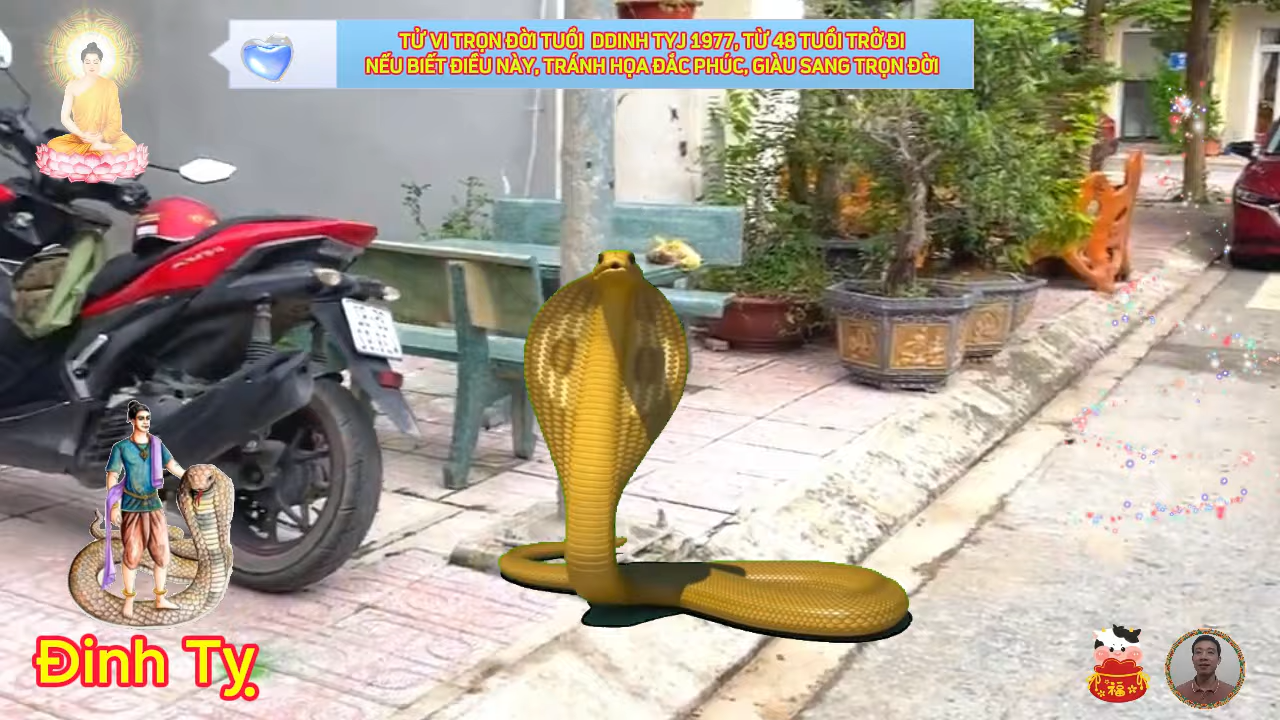 TỬ VI TRỌN ĐỜI TUỔI DDINH TYJ 1977, TỪ 48 TUỔI TRỞ ĐI
NẾU BIẾT ĐIỀU NÀY, TRÁNH HỌA ĐẮC PHÚC, GIÀU SANG TRỌN ĐỜI
Đinh Tỵ
福